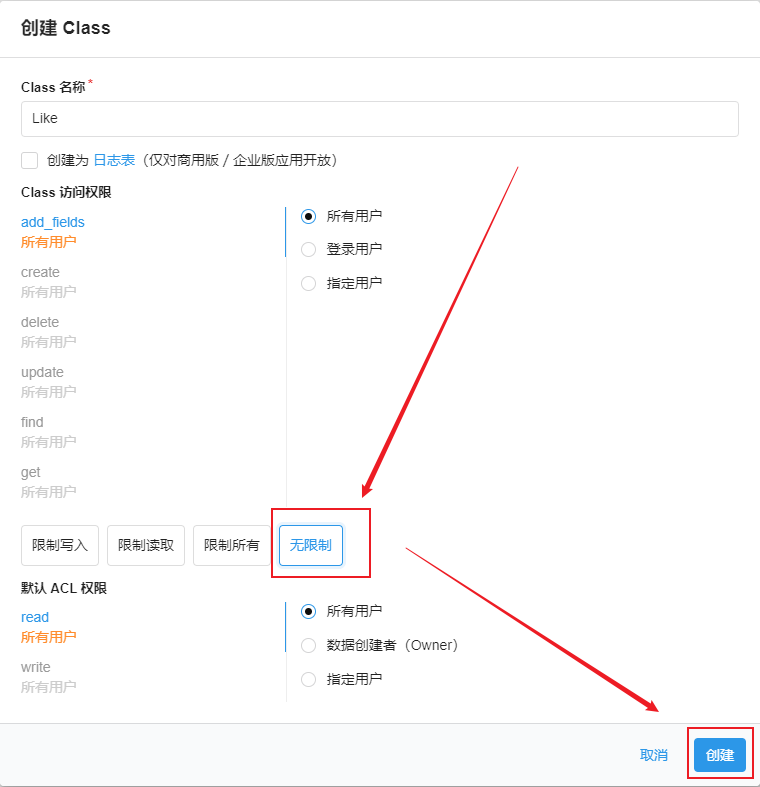 创建 Class
Class 名称*
Like
创建为 日志表（仅对商用版 / 企业版应用开放）
Class 访问权限
add_fields
所有用户
create
所有用户
delete
所有用户
update
所有用户
find
所有用户
get
所有用户
所有用户
登录用户
指定用户
限制写入 限制读取 限制所有 无限制
默认 ACL 权限
read
所有用户
write
所有用户
所有用户
数据创建者（Owner）
指定用户
取消 创建